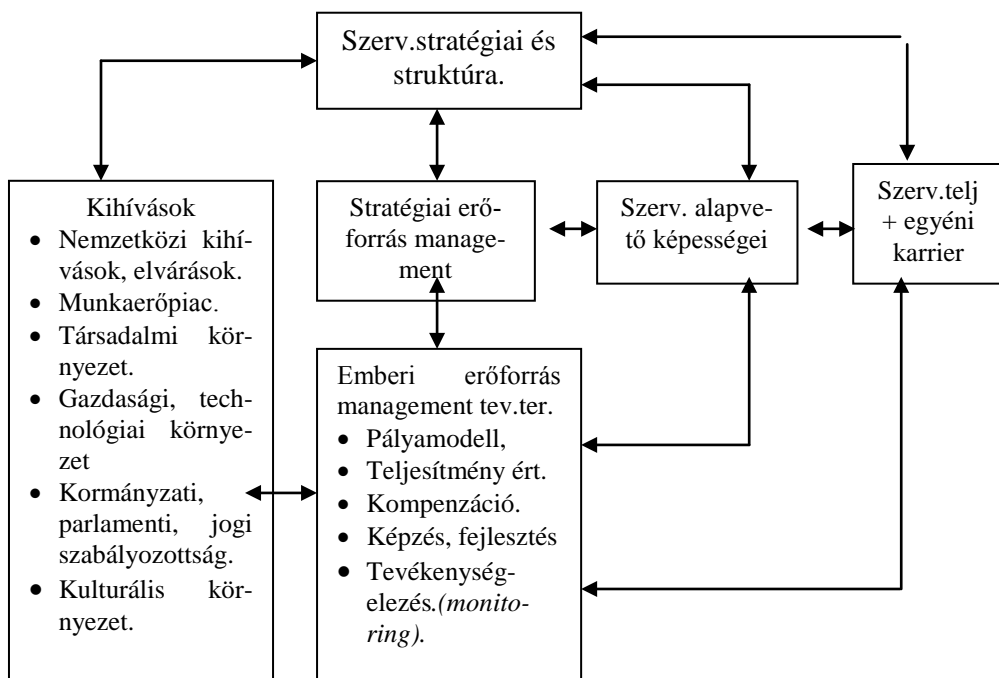 Szerv.stratégiai és
struktúra.
Kihívások
• Nemzetközi kihí-
vások, elvárások.
• Munkaerőpiac.
• Társadalmi kör-
nyezet.
• Gazdasági, tech-
nológiai környe-
zet
• Kormányzati,
parlamenti, jogi
szabályozottság.
• Kulturális kör-
nyezet.
Stratégiai erő-
forrás manage-
ment
Szerv. alapve-
tő képességei
Szerv.telj
+ egyéni
karrier
Emberi erőforrás
management tev.ter.
• Pályamodell,
• Teljesítmény ért.
• Kompenzáció.
• Képzés, fejlesztés
• Tevékenység-
elezés.(monito-
ring).